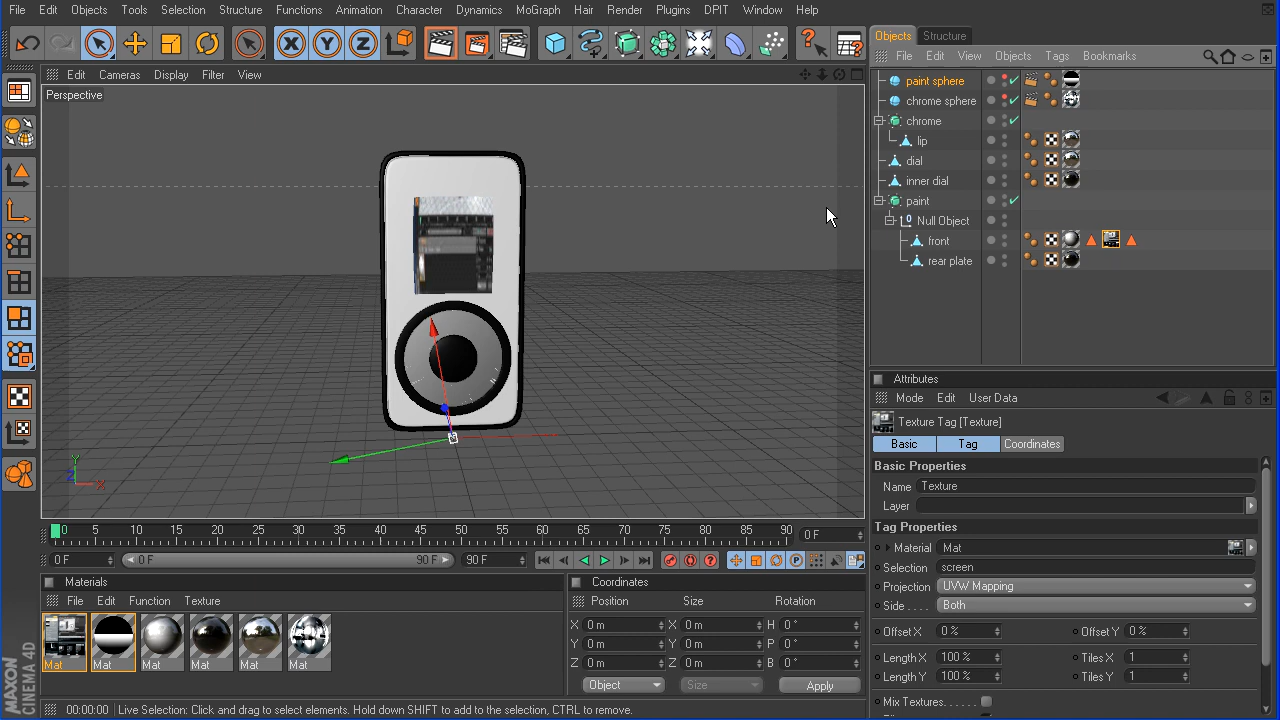 File Edit Objects Tools Selection Structure Functions Animation Character Dynamics MoGraph Hair Render Plugins DPIT Window Help
X Y Z
Edit Cameras Display Filter View
Perspective
Y
Z
X
Objects Structure
File Edit View Objects Tags Bookmarks
paint sphere
chrome sphere
chrome
lip
dial
inner dial
paint
Null Object
front
rear plate
Attributes
Mode Edit User Data
Texture Tag [Texture]
Basic Tag Coordinates
Basic Properties
Name Texture
Layer
Tag Properties
Material Mat
Selection screen
Projection UVW Mapping
Side . . . . Both
Offset X 0 % Offset Y 0 %
Length X 100 % Tiles X 1
Length Y 100 % Tiles Y 1
Mix Textures. . . . . .
0 5 10 15 20 25 30 35 40 45 50 55 60 65 70 75 80 85 90 0 F
0 F 0 F 90 F 90 F
Materials
File Edit Function Texture
Mat Mat Mat Mat Mat Mat
Coordinates
Position Size Rotation
X 0 m X 0 m H 0 °
Y 0 m Y 0 m P 0 °
Z 0 m Z 0 m B 0 °
Object Size Apply
MAXON
CINEMA 4D
00:00:00 Live Selection: Click and drag to select elements. Hold down SHIFT to add to the selection, CTRL to remove.